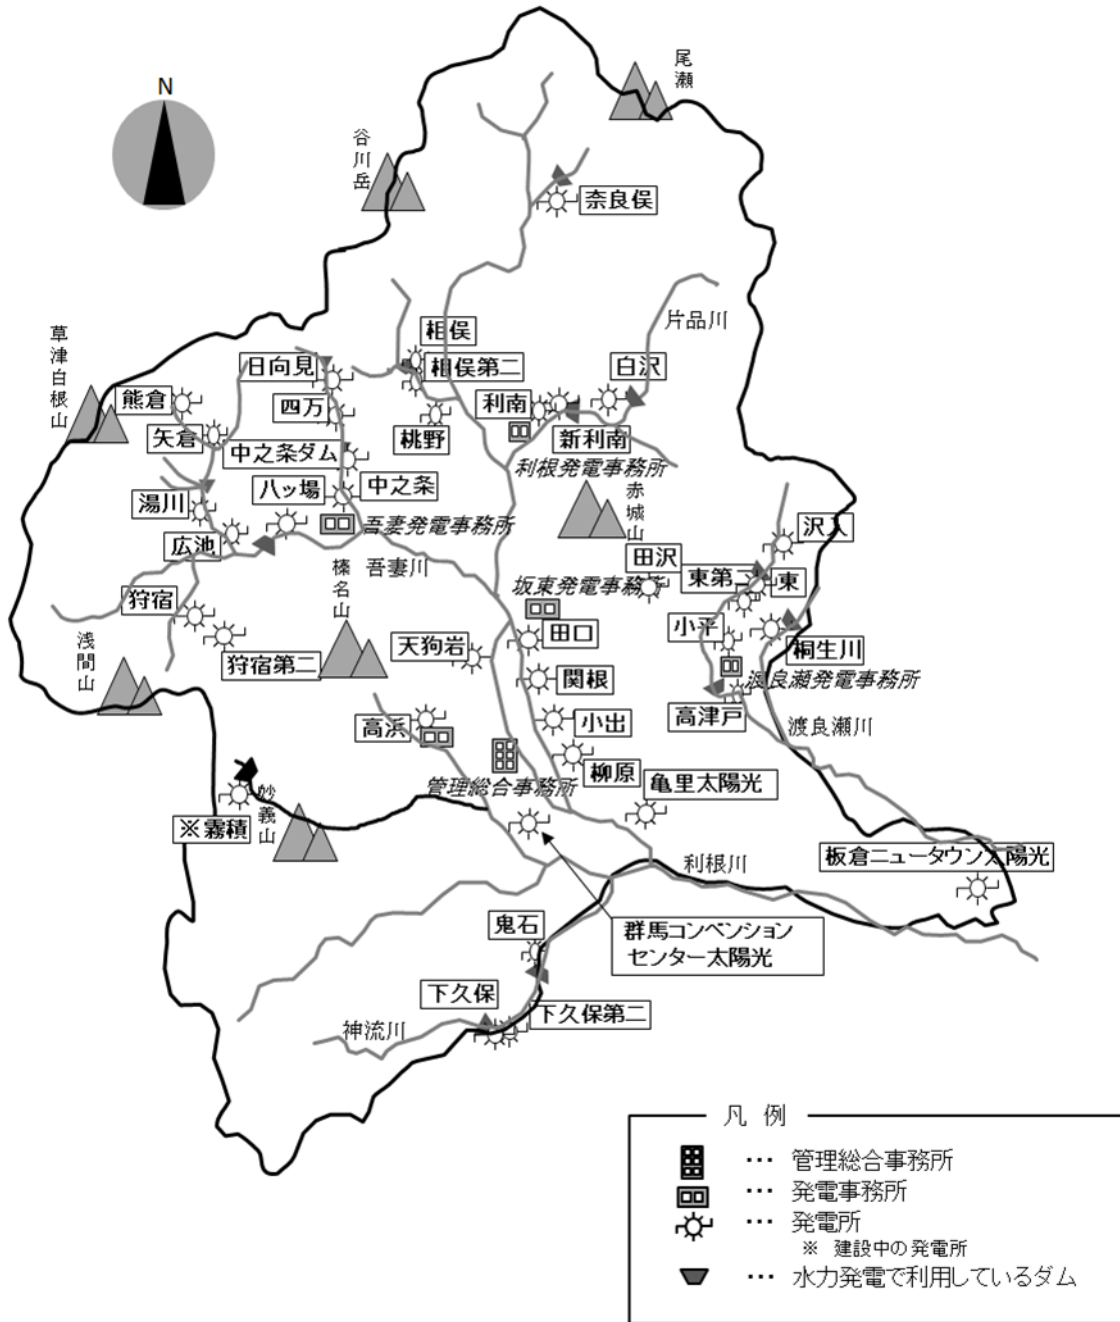 N
尾瀬
谷川岳
奈良俣
片品川
草津白根山
相俣
日向見
相俣第二
白沢
熊倉
四万
利南
矢倉
中之条ダム
桃野
新利南
利根発電事務所
湯川
八ッ場
中之条
赤城山
吾妻発電事務所
沢入
広池
榛名山
吾妻川
田沢
東第二
東
坂東発電事務所
狩宿
小平
田口
桐生川
浅間山
狩宿第二
天狗岩
関根
渡良瀬発電事務所
高津戸
渡良瀬川
高浜
小出
柳原
管理総合事務所
亀里太陽光
妙義山
※霧積
板倉ニュータウン太陽光
利根川
鬼石
群馬コンベンション
センター太陽光
下久保
下久保第二
神流川
凡 例
… 管理総合事務所
… 発電事務所
… 発電所
※ 建設中の発電所
… 水力発電で利用しているダム